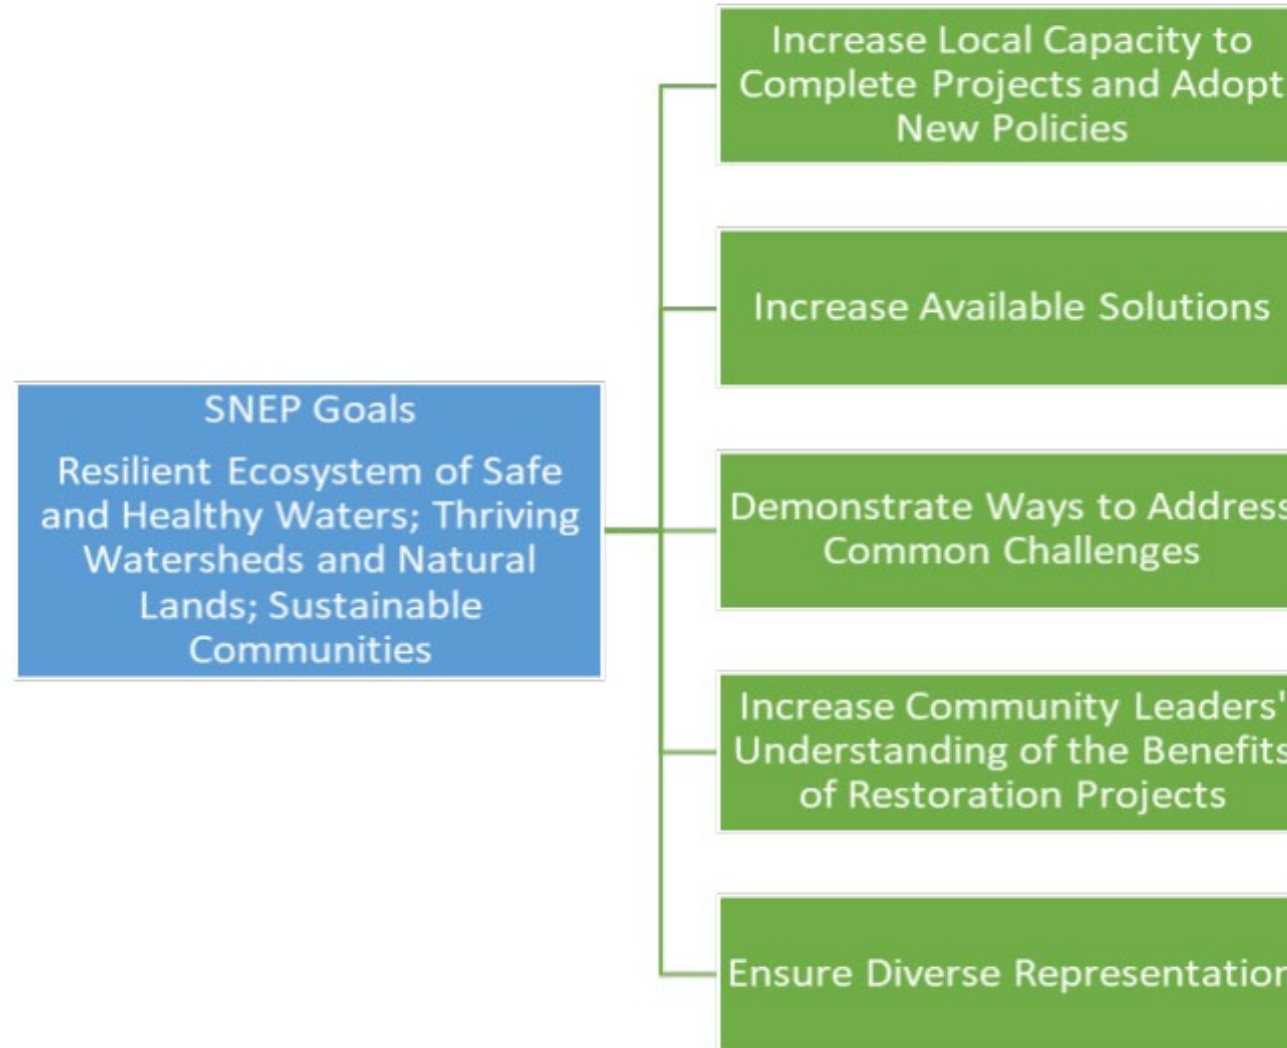 SNEP Goals
Resilient Ecosystem of Safe
and Healthy Waters; Thriving
Watersheds and Natural
Lands; Sustainable
Communities
Increase Local Capacity to
Complete Projects and Adopt
New Policies
Increase Available Solutions
Demonstrate Ways to Address
Common Challenges
Increase Community Leaders'
Understanding of the Benefits
of Restoration Projects
Ensure Diverse Representation